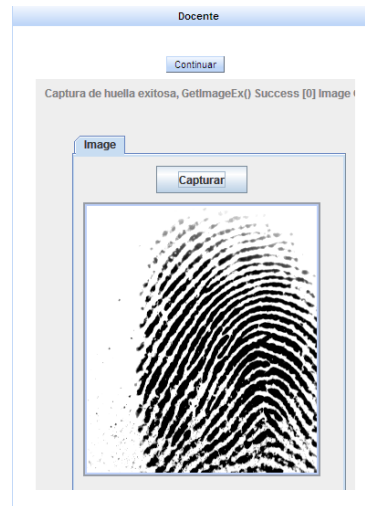 Docente
Continuar
Captura de huella exitosa, GetImageEx() Success [0] Image
Image
Capturar